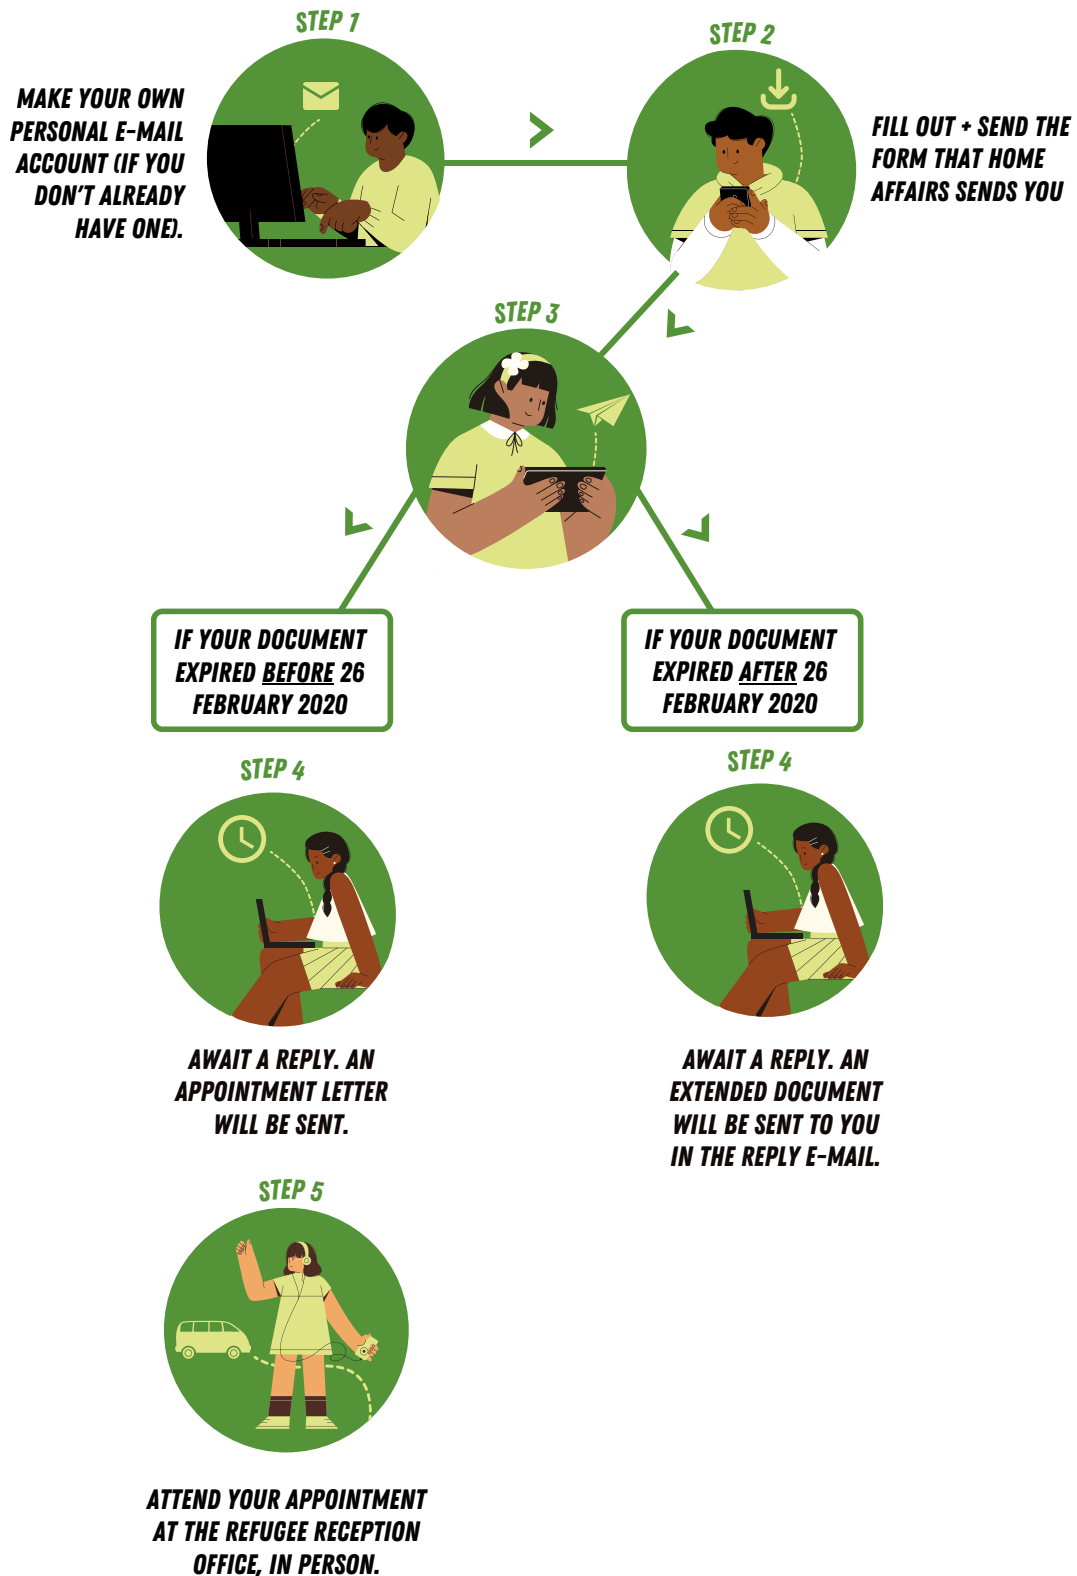 STEP 1
MAKE YOUR OWN
PERSONAL E-MAIL
ACCOUNT (IF YOU
DON'T ALREADY
HAVE ONE).
STEP 2
FILL OUT + SEND THE
FORM THAT HOME
AFFAIRS SENDS YOU
STEP 3
IF YOUR DOCUMENT
EXPIRED BEFORE 26
FEBRUARY 2020
STEP 4
AWAIT A REPLY. AN
APPOINTMENT LETTER
WILL BE SENT.
STEP 5
ATTEND YOUR APPOINTMENT
AT THE REFUGEE RECEPTION
OFFICE, IN PERSON.
IF YOUR DOCUMENT
EXPIRED AFTER 26
FEBRUARY 2020
STEP 4
AWAIT A REPLY. AN
EXTENDED DOCUMENT
WILL BE SENT TO YOU
IN THE REPLY E-MAIL.